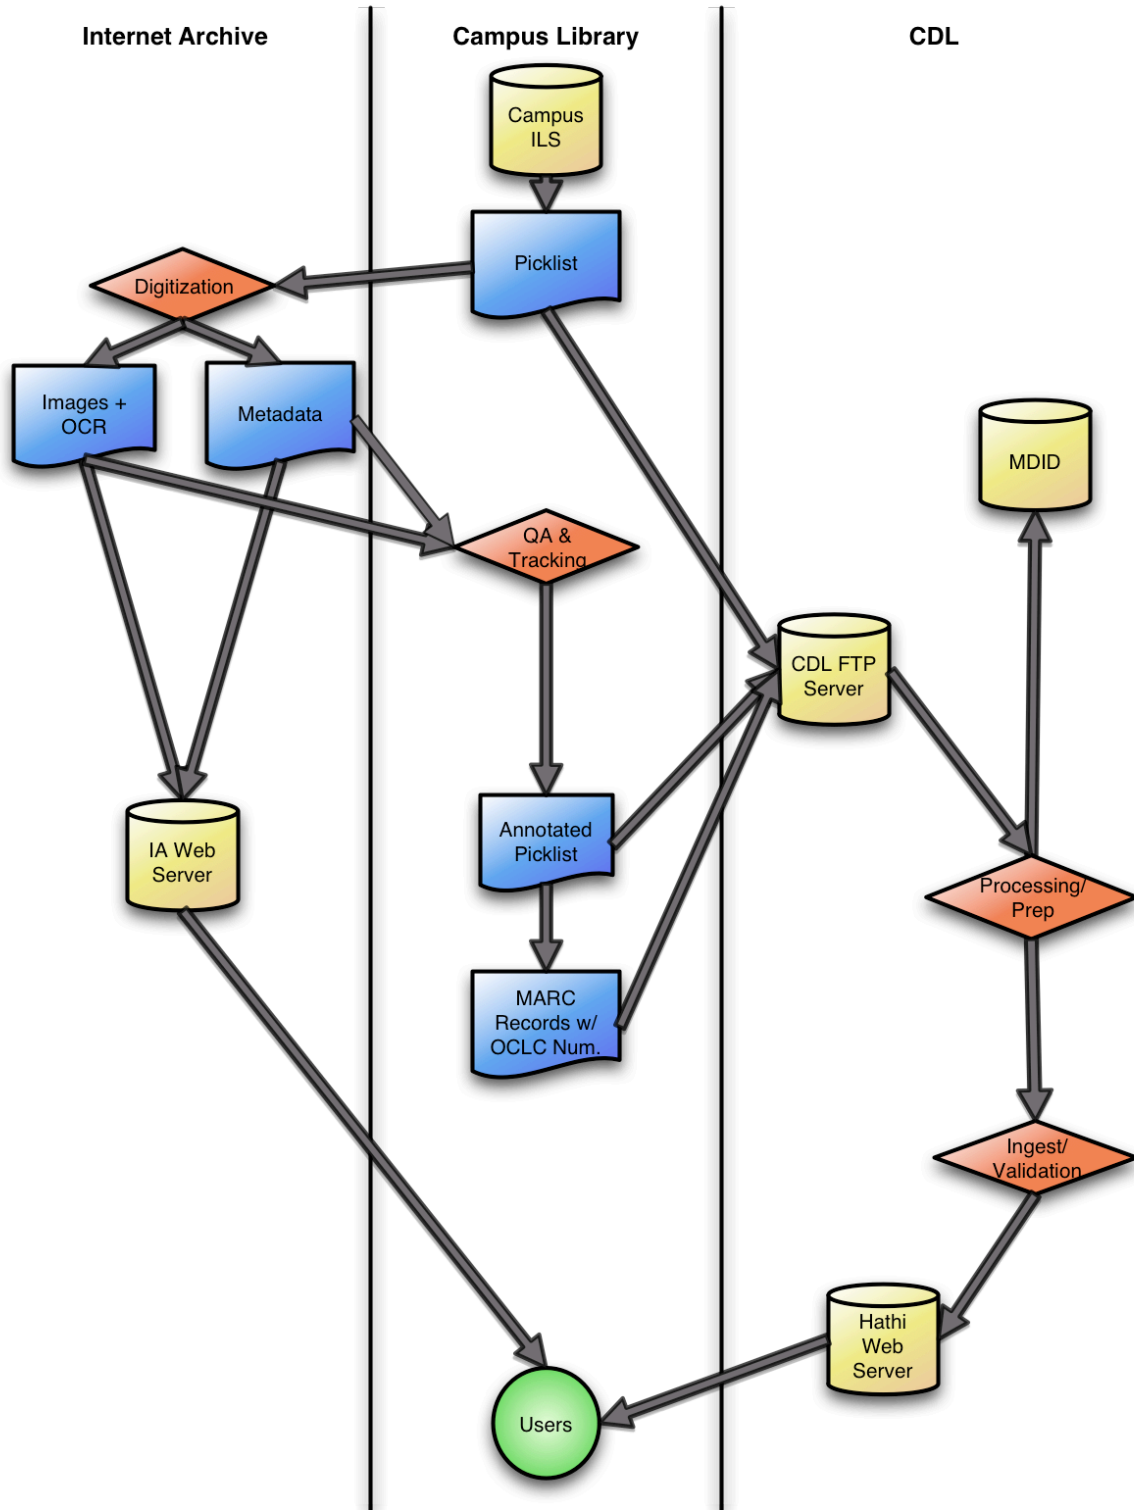 Internet Archive
Campus Library
CDL
Campus
ILS
Picklist
Digitization
Images +
OCR
Metadata
MDID
QA &
Tracking
CDL FTP
Server
Annotated
Picklist
IA Web
Server
Processing/
Prep
MARC
Records w/
OCLC Num.
Ingest/
Validation
Hathi
Web
Server
Users